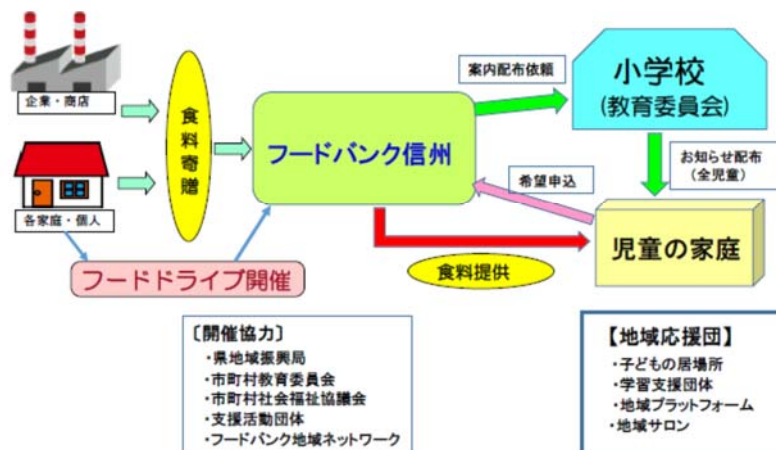 企業・商店
各家庭・個人
食料寄贈
フードドライブ開催
フードバンク信州
案内配布依頼
小学校
(教育委員会)
お知らせ配布
(全児童)
希望申込
児童の家庭
食料提供
〔開催協力〕
・県地域振興局
・市町村教育委員会
・市町村社会福祉協議会
・支援活動団体
・フードバンク地域ネットワーク
【地域応援団】
・子どもの居場所
・学習支援団体
・地域プラットフォーム
・地域サロン